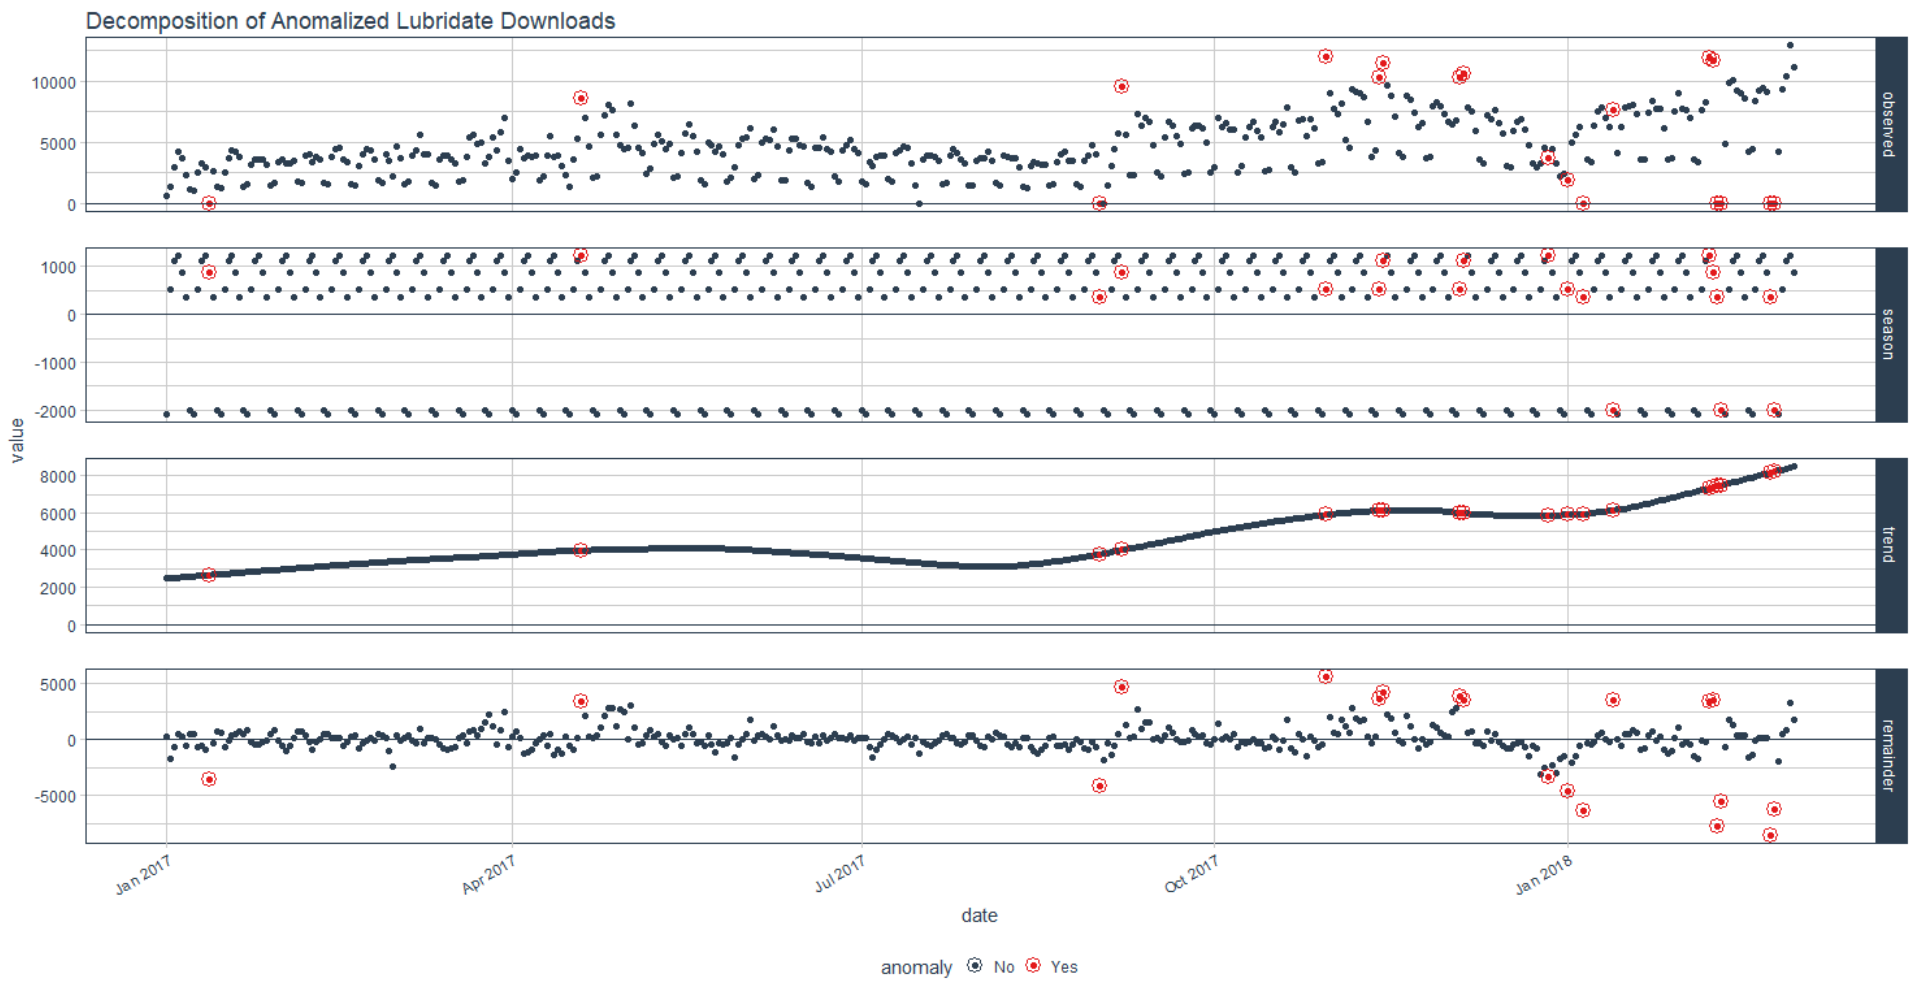 Decomposition of Anomalized Lubridate Downloads
10000
5000
0
observed
1000
0
-1000
-2000
season
value
8000
6000
4000
2000
0
trend
5000
0
-5000
remainder
Jan 2017
Apr 2017
Jul 2017
Oct 2017
Jan 2018
date
anomaly No Yes